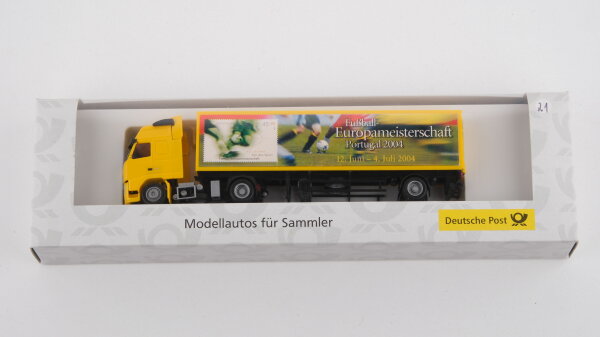 21
Fußball-
Europameisterschaft
Portugal 2004
12. Juni – 4. Juli 2004
Modellautos für Sammler
Deutsche Post